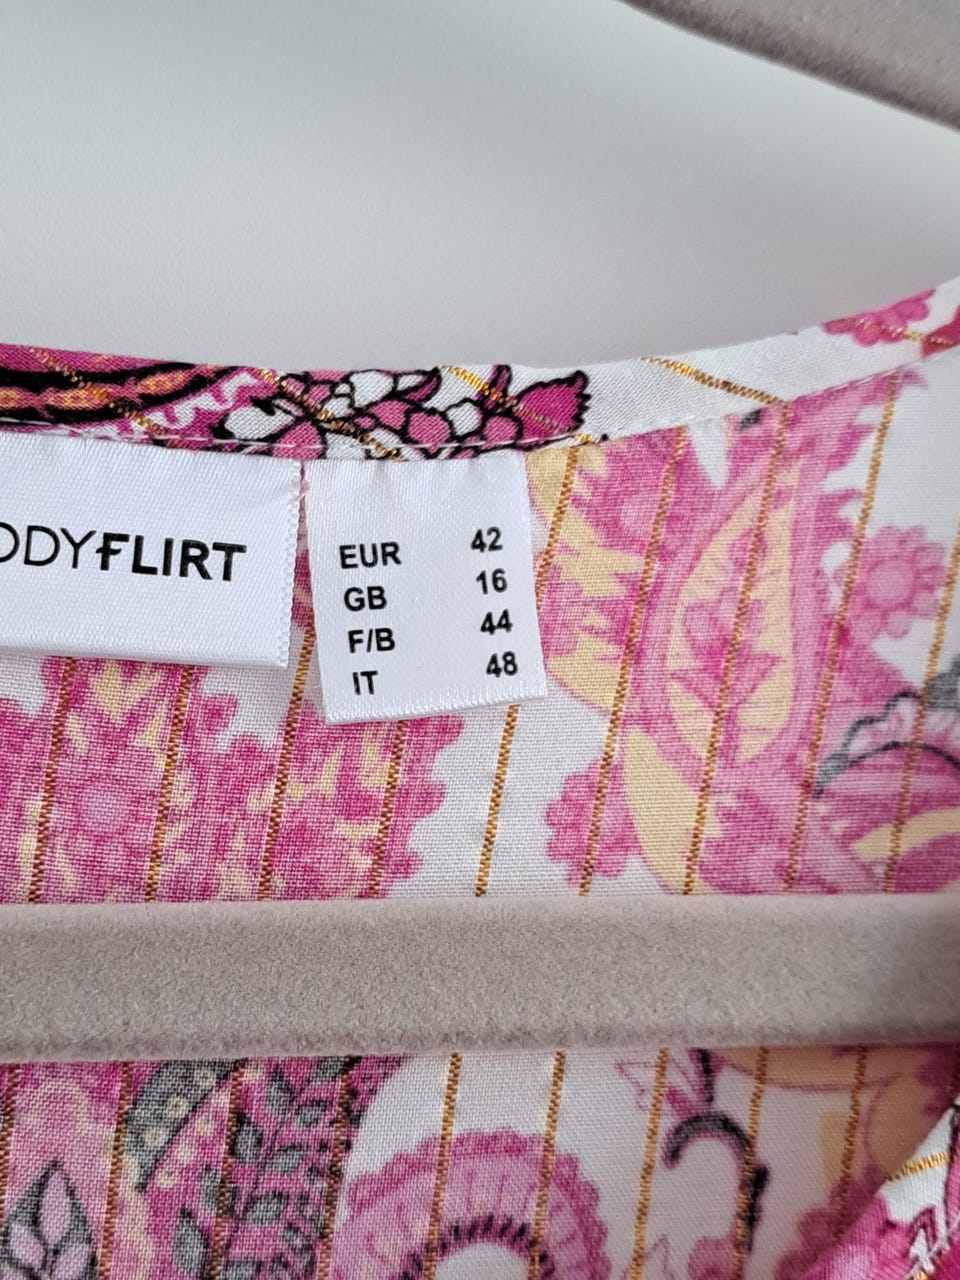 ODYFLIRT
EUR 42
GB 16
F/B 44
IT 48